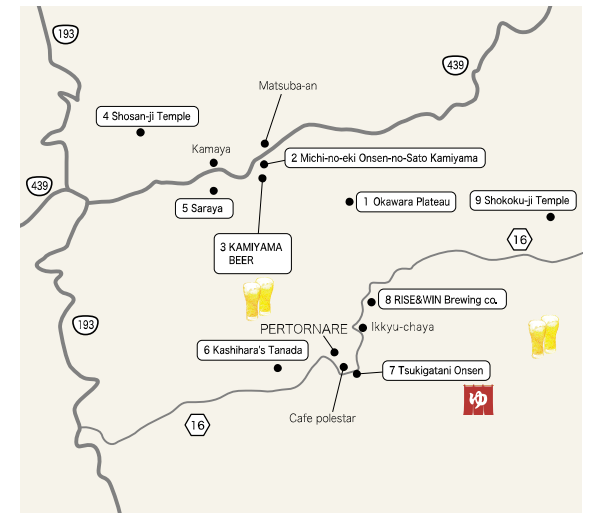 193
439
Matsuba-an
4 Shosan-ji Temple
Kamaya
2 Michi-no-eki Onsen-no-Sato Kamiyama
439
5 Saraya
1 Okawara Plateau
9 Shokoku-ji Temple
3 KAMIYAMA
BEER
16
8 RISE&WIN Brewing co.
193
PERTORNARE
Ikkyu-chaya
6 Kashihara's Tanada
7 Tsukigatani Onsen
ゆ
Cafe polestar
16